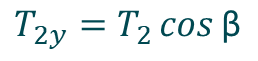 T₂y = T₂ cos β